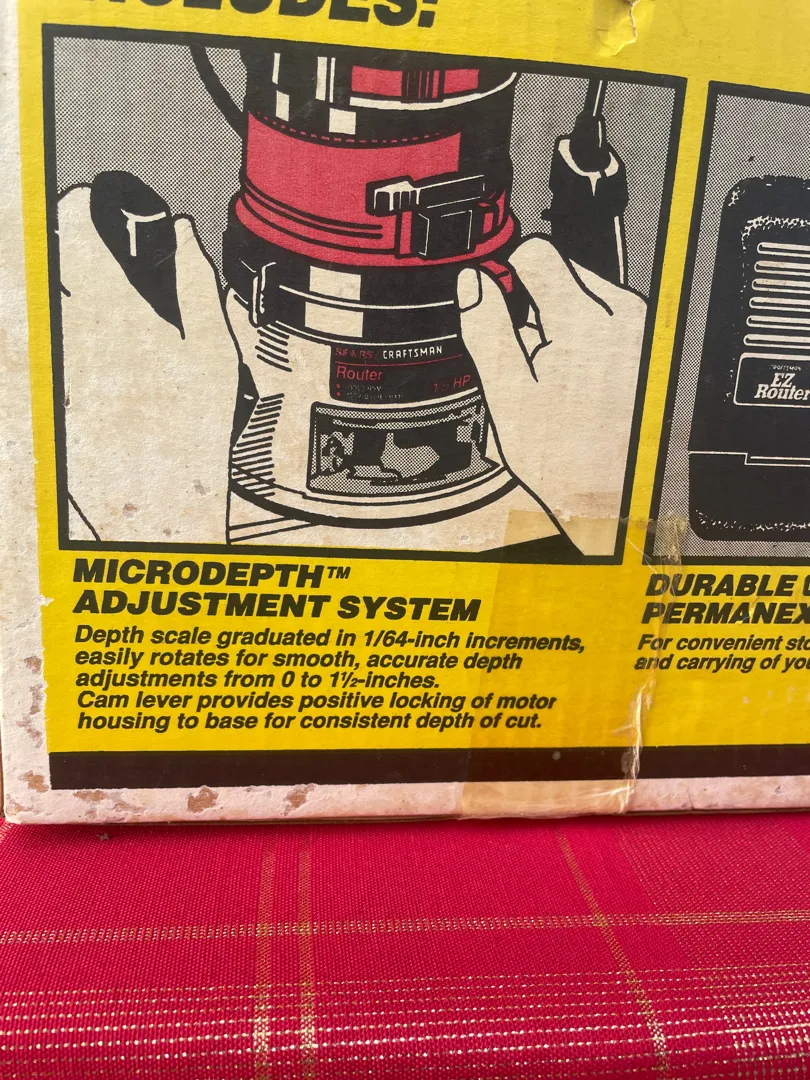 INCLUDES:
SEARS CRAFTSMAN
Router
HP
EZ
Router
MICRODEPTH™
ADJUSTMENT SYSTEM
Depth scale graduated in 1/64-inch increments,
easily rotates for smooth, accurate depth
adjustments from 0 to 1½-inches.
Cam lever provides positive locking of motor
housing to base for consistent depth of cut.
DURABLE
PERMANEX
For convenient
and carrying of